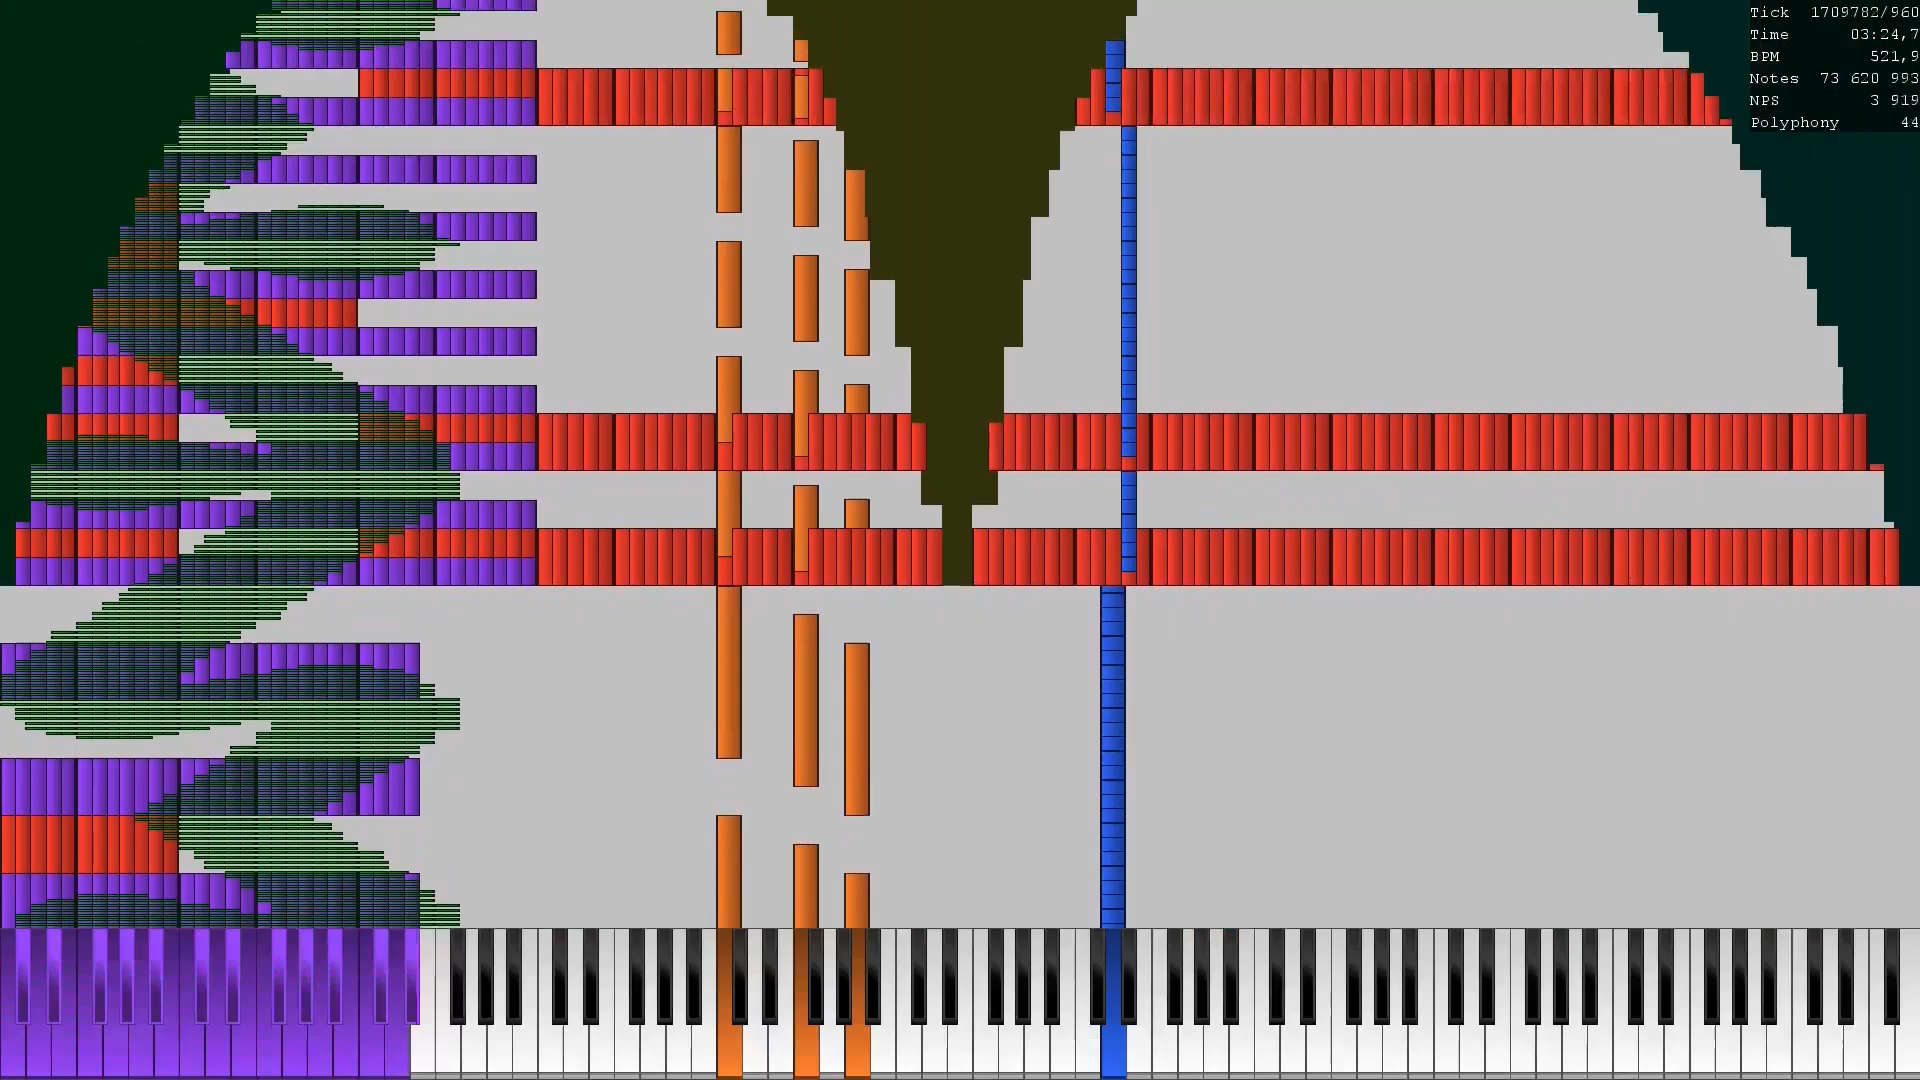 Tick 1709782/960
Time 03:24,7
BPM 521,9
Notes 73 620 993
NPS 3 919
Polyphony 44